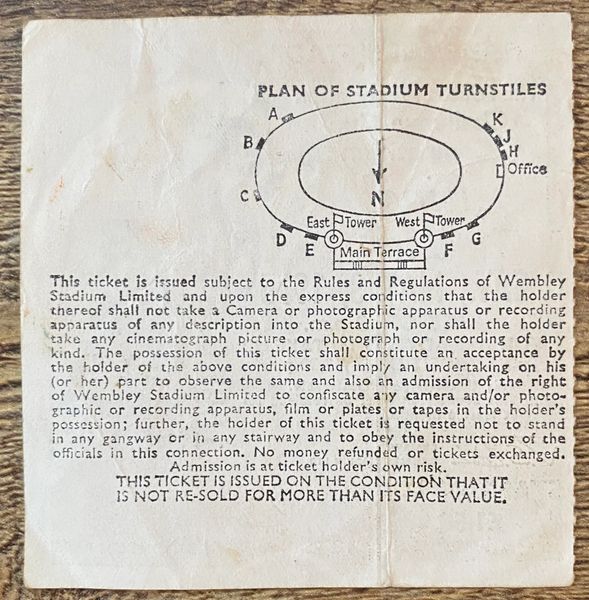 PLAN OF STADIUM TURNSTILES
A
K
B
J
H
Office
C
N
East Tower
West Tower
D
E
Main Terrace
F
G
This ticket is issued subject to the Rules and Regulations of Wembley
Stadium Limited and upon the express conditions that the holder
thereof shall not take a Camera or photographic apparatus or recording
apparatus of any description into the Stadium, nor shall the holder
take any cinematograph picture or photograph or recording of any
kind. The possession of this ticket shall constitute an acceptance by
the holder of the above conditions and imply an undertaking on his
(or her) part to observe the same and also an admission of the right
of Wembley Stadium Limited to confiscate any camera and/or photo-
graphic or recording apparatus, film or plates or tapes in the holder's
possession; further, the holder of this ticket is requested not to stand
in any gangway or in any stairway and to obey the instructions of the
officials in this connection. No money refunded or tickets exchanged.
Admission is at ticket holder's own risk.
THIS TICKET IS ISSUED ON THE CONDITION THAT IT
IS NOT RE-SOLD FOR MORE THAN ITS FACE VALUE.